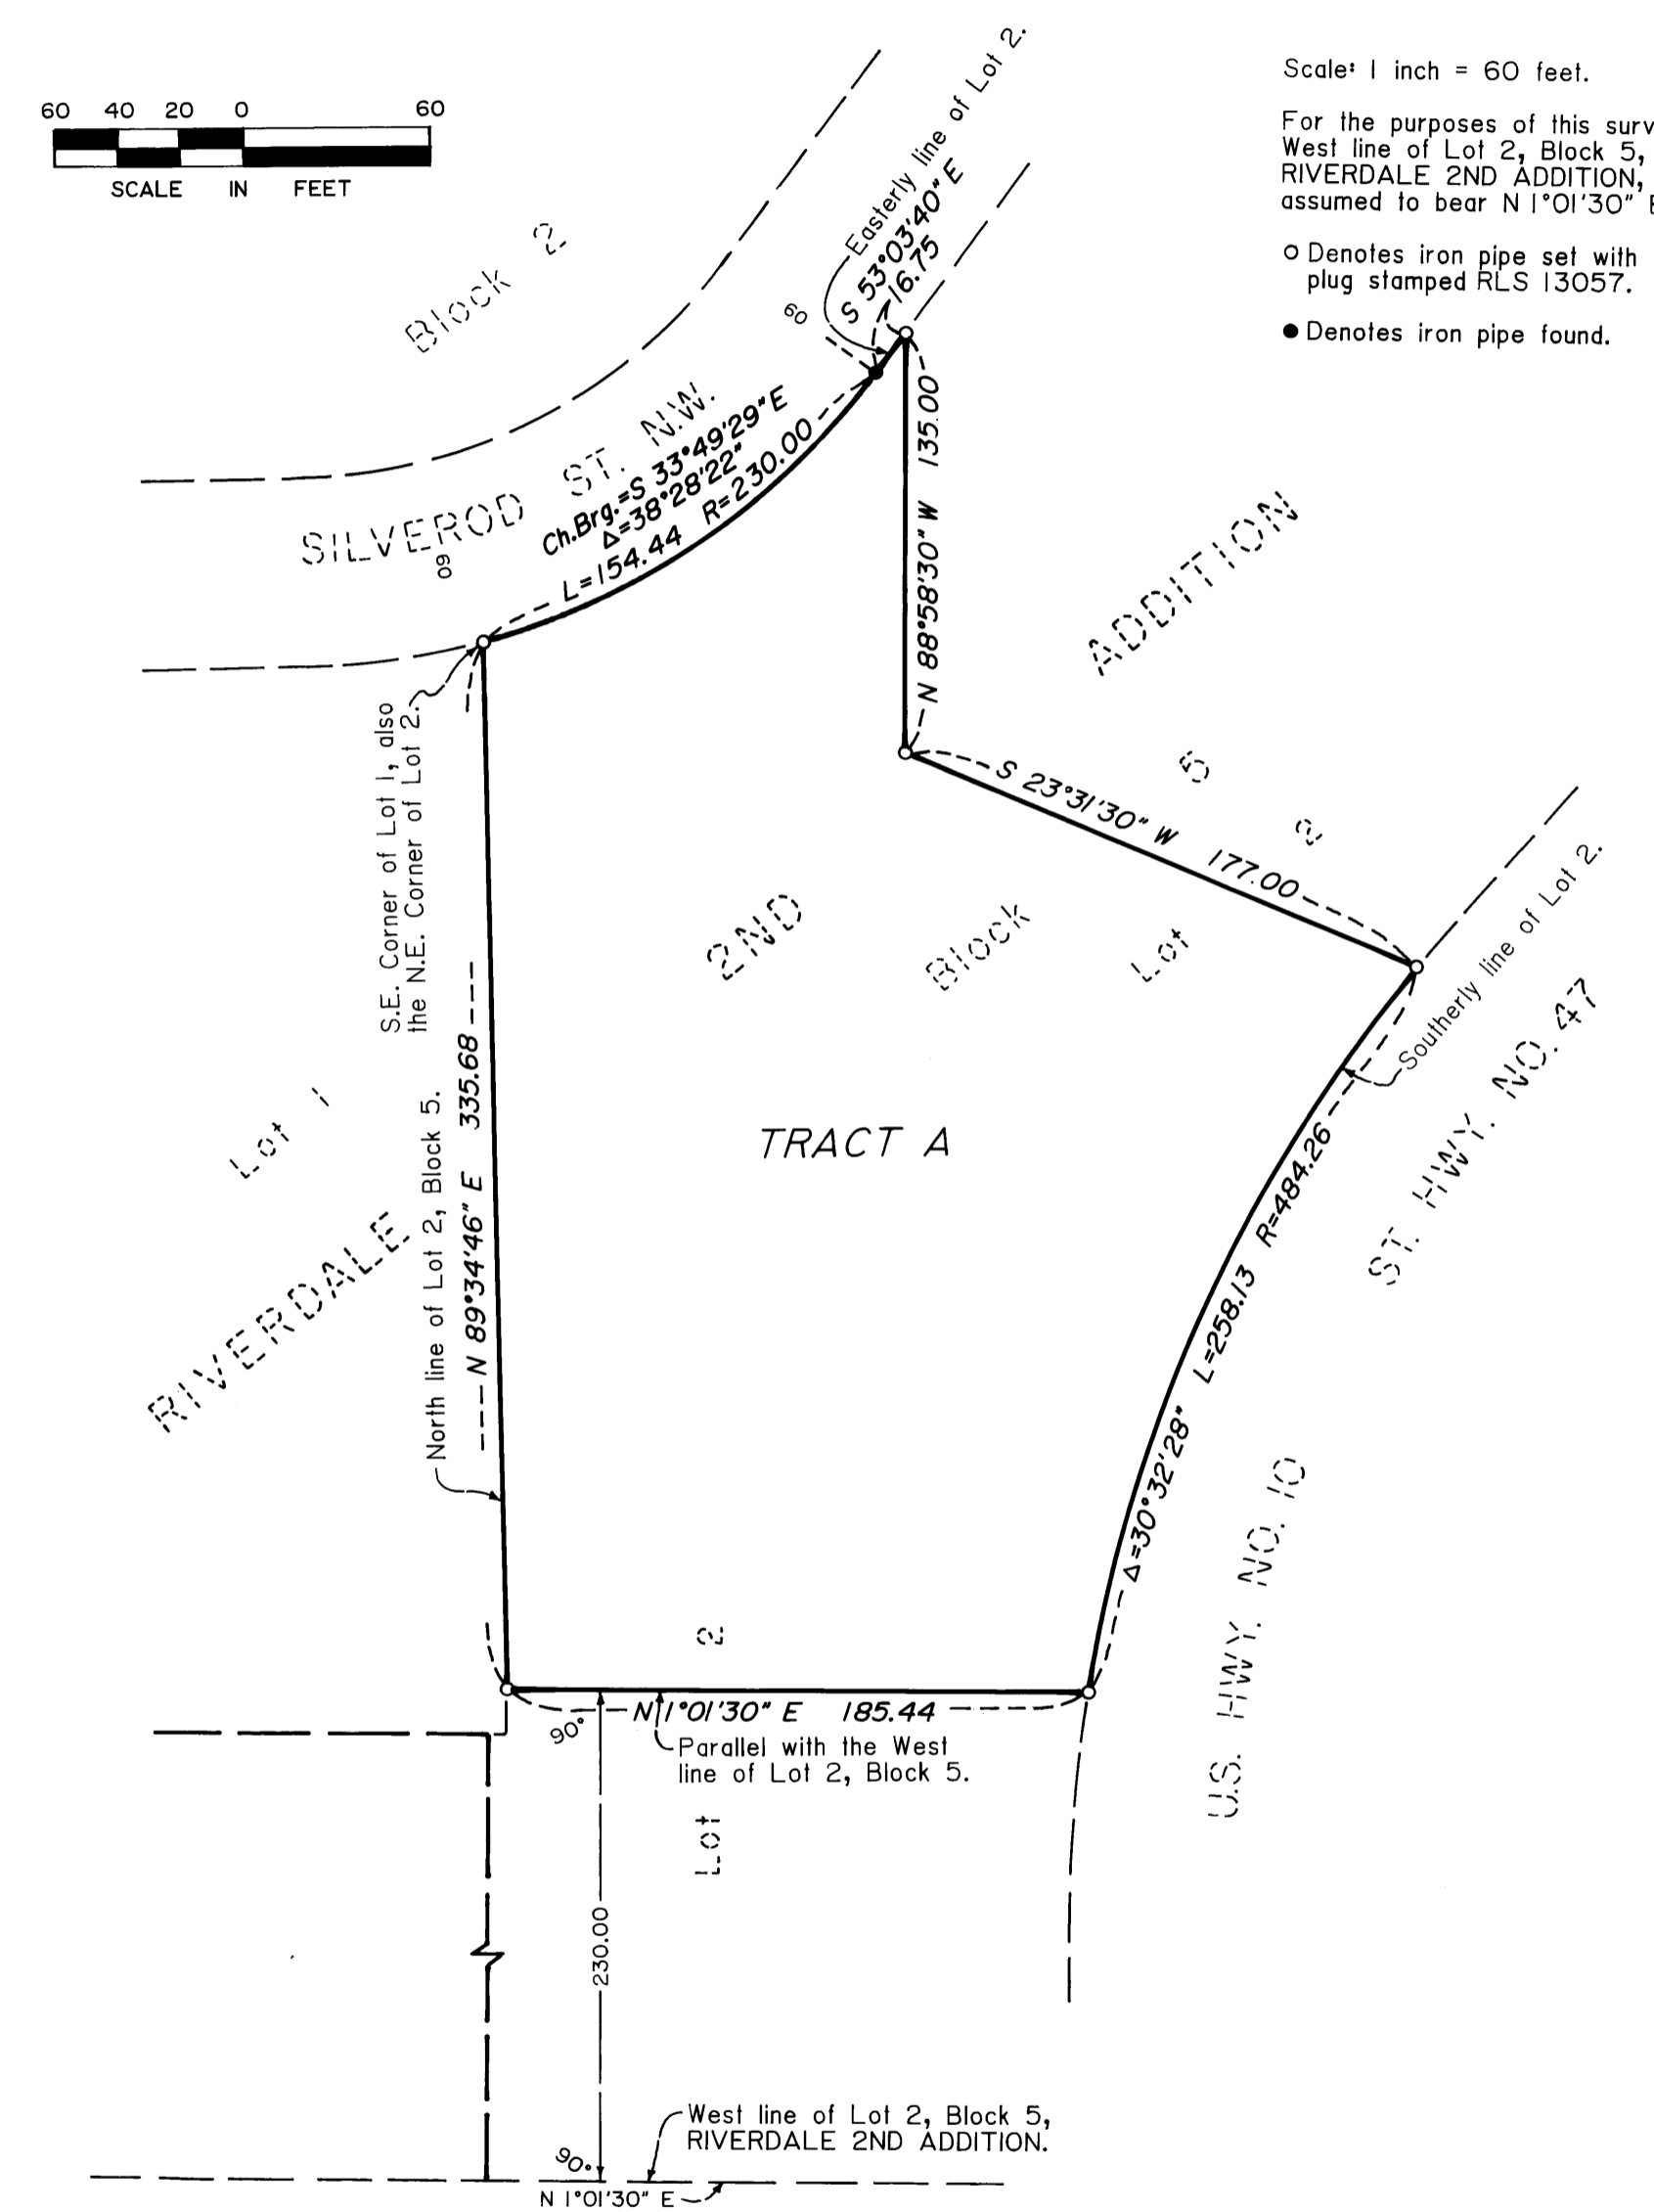 60 40 20 0 60
SCALE IN FEET
Scale: 1 inch = 60 feet.
For the purposes of this surv
West line of Lot 2, Block 5,
RIVERDALE 2ND ADDITION,
assumed to bear N 1°01'30" E
○ Denotes iron pipe set with
plug stamped RLS 13057.
● Denotes iron pipe found.
Block 2
Easterly line of Lot 2.
S 53°03'40" E
16.75
60
SILVEROD ST. N.W.
60
Ch.Brg.=S 33°49'29" E
Δ=38°28'22"
L=154.44 R=230.00
N 88°58'30" W 135.00
ADDITION
S.E. Corner of Lot 1, also
the N.E. Corner of Lot 2.
S 23°31'30" W 177.00
2ND
Block 5
Lot 2
Southerly line of Lot 2.
ST. HWY. NO. 47
North line of Lot 2, Block 5.
N 89°34'46" E 335.68
Lot 1
RIVERDALE
TRACT A
Δ=30°32'28" L=258.13 R=484.26
U.S. HWY. NO. 10
Lot 2
N 1°01'30" E 185.44
90°
Parallel with the West
line of Lot 2, Block 5.
230.00
West line of Lot 2, Block 5,
RIVERDALE 2ND ADDITION.
90°
N 1°01'30" E